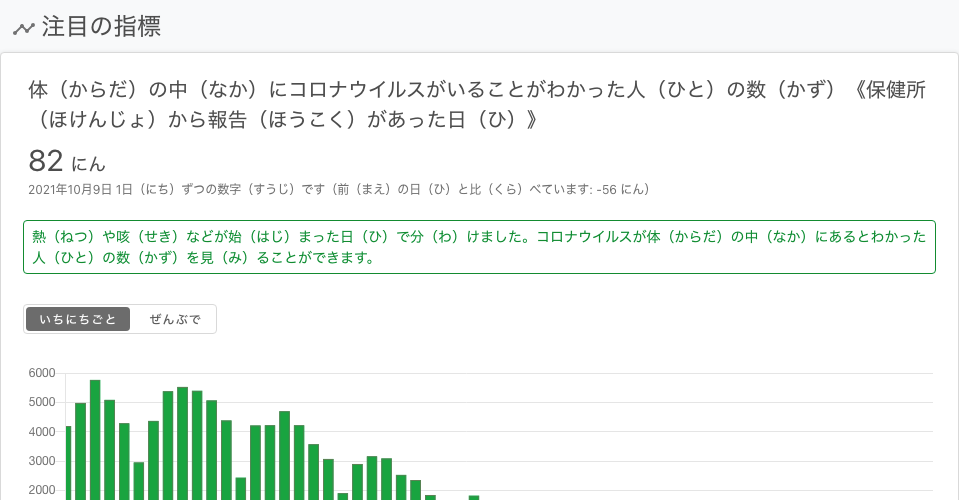 注目の指標
体（からだ）の中（なか）にコロナウイルスがいることがわかった人（ひと）の数（かず）《保健所
（ほけんじょ）から報告（ほうこく）があった日（ひ）》
82 にん
2021年10月9日 1日（にち）ずつの数字（すうじ）です（前（まえ）の日（ひ）と比（くら）べています: -56 にん）
熱（ねつ）や咳（せき）などが始（はじ）まった日（ひ）で分（わ）けました。コロナウイルスが体（からだ）の中（なか）にあるとわかった
人（ひと）の数（かず）を見（み）ることができます。
いちにちごと ぜんぶで
6000
5000
4000
3000
2000